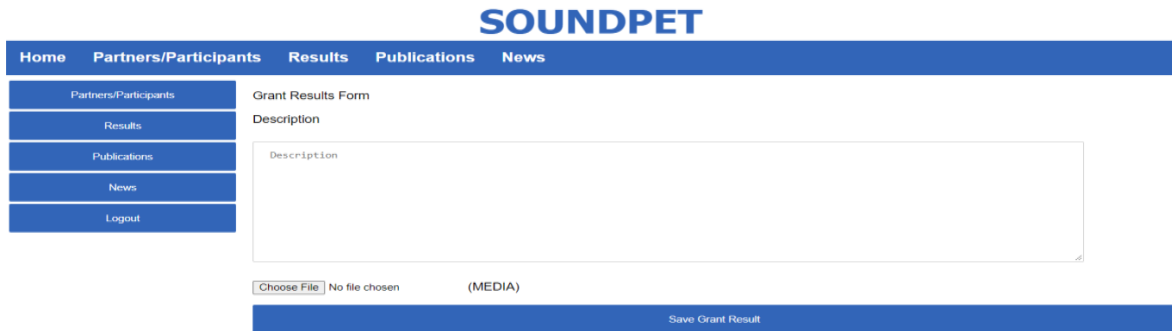 SOUNDPET
Home Partners/Participants Results Publications News
Partners/Participants
Results
Publications
News
Logout
Grant Results Form
Description
Description
Choose File No file chosen (MEDIA)
Save Grant Result